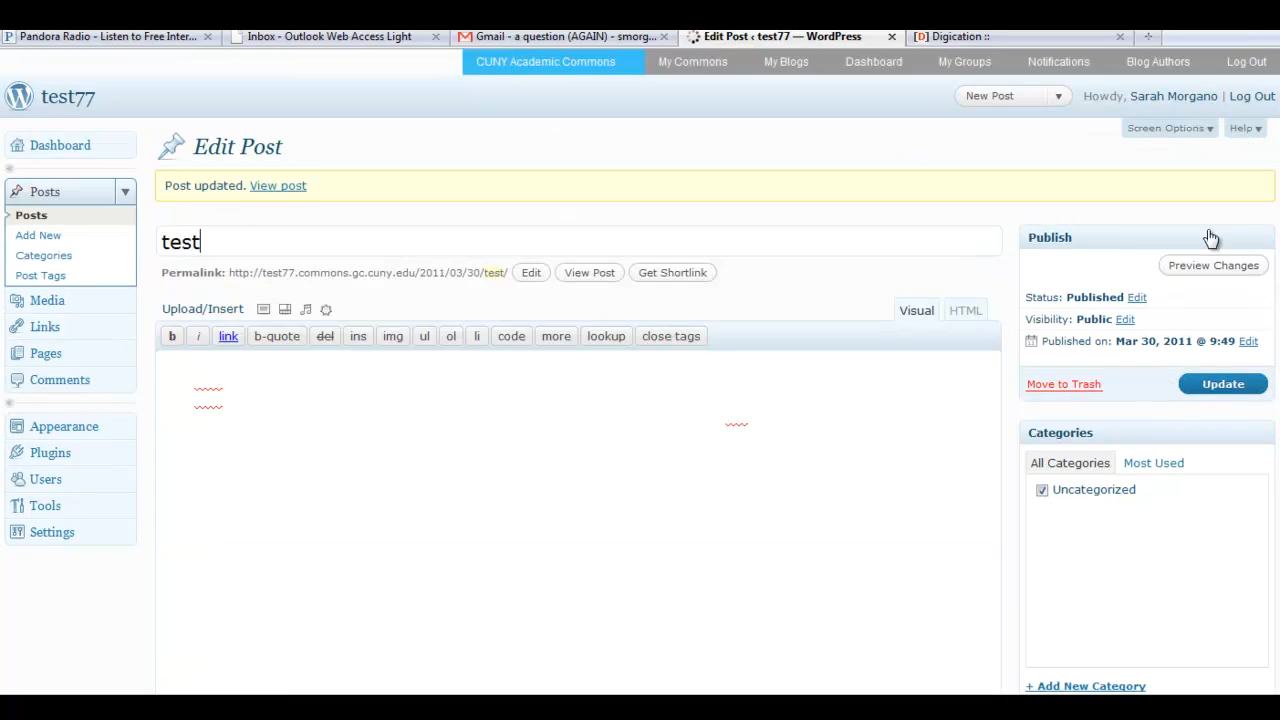 Pandora Radio - Listen to Free Inter... Inbox - Outlook Web Access Light Gmail - a question (AGAIN) - smorg... Edit Post ‹ test77 — WordPress Digication ::
CUNY Academic Commons My Commons My Blogs Dashboard My Groups Notifications Blog Authors Log Out
test77 New Post Howdy, Sarah Morgano | Log Out
Screen Options Help
Dashboard Edit Post
Post updated. View post
Posts
Posts
Add New
Categories
Post Tags
Media
Links
Pages
Comments
Appearance
Plugins
Users
Tools
Settings
test
Permalink: http://test77.commons.gc.cuny.edu/2011/03/30/test/ Edit View Post Get Shortlink
Upload/Insert Visual HTML
b i link b-quote del ins img ul ol li code more lookup close tags
Publish
Preview Changes
Status: Published Edit
Visibility: Public Edit
Published on: Mar 30, 2011 @ 9:49 Edit
Move to Trash Update
Categories
All Categories Most Used
Uncategorized
+ Add New Category